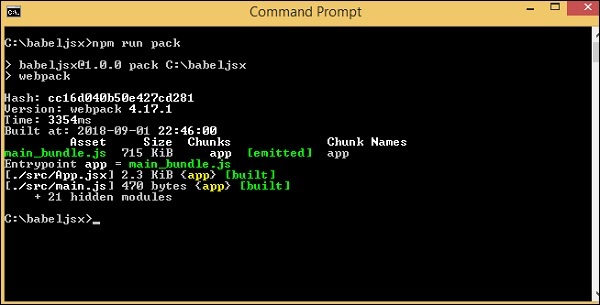 Command Prompt
C:\babeljsx>npm run pack
> babeljsx@1.0.0 pack C:\babeljsx
> webpack
Hash: cc16d040b50e427cd281
Version: webpack 4.17.1
Time: 3354ms
Built at: 2018-09-01 22:46:00
Asset Size Chunks Chunk Names
main_bundle.js 715 KiB app [emitted] app
Entrypoint app = main_bundle.js
[./src/App.jsx] 2.3 KiB {app} [built]
[./src/main.js] 470 bytes {app} [built]
+ 21 hidden modules
C:\babeljsx>_